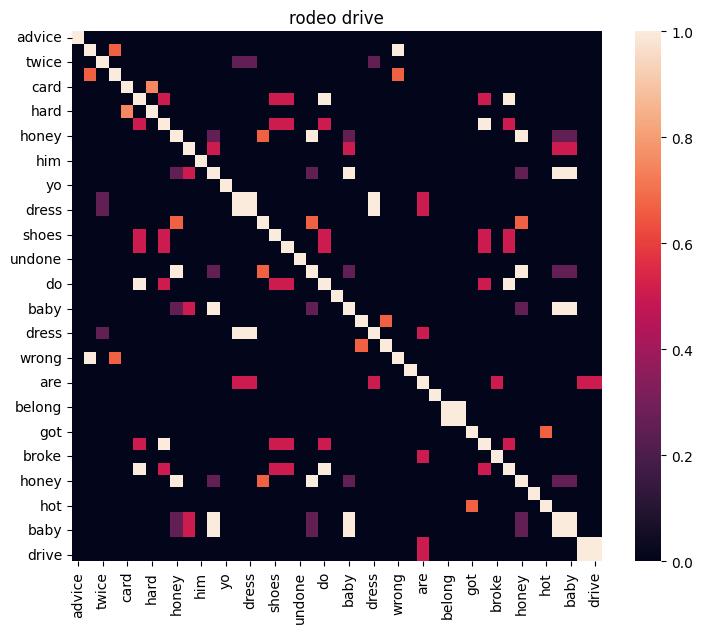 rodeo drive
advice
twice
card
hard
honey
him
yo
dress
shoes
undone
do
baby
dress
wrong
are
belong
got
broke
honey
hot
baby
drive
1.0
0.8
0.6
0.4
0.2
0.0
advice twice card hard honey him yo dress shoes undone do baby dress wrong are belong got broke honey hot baby drive